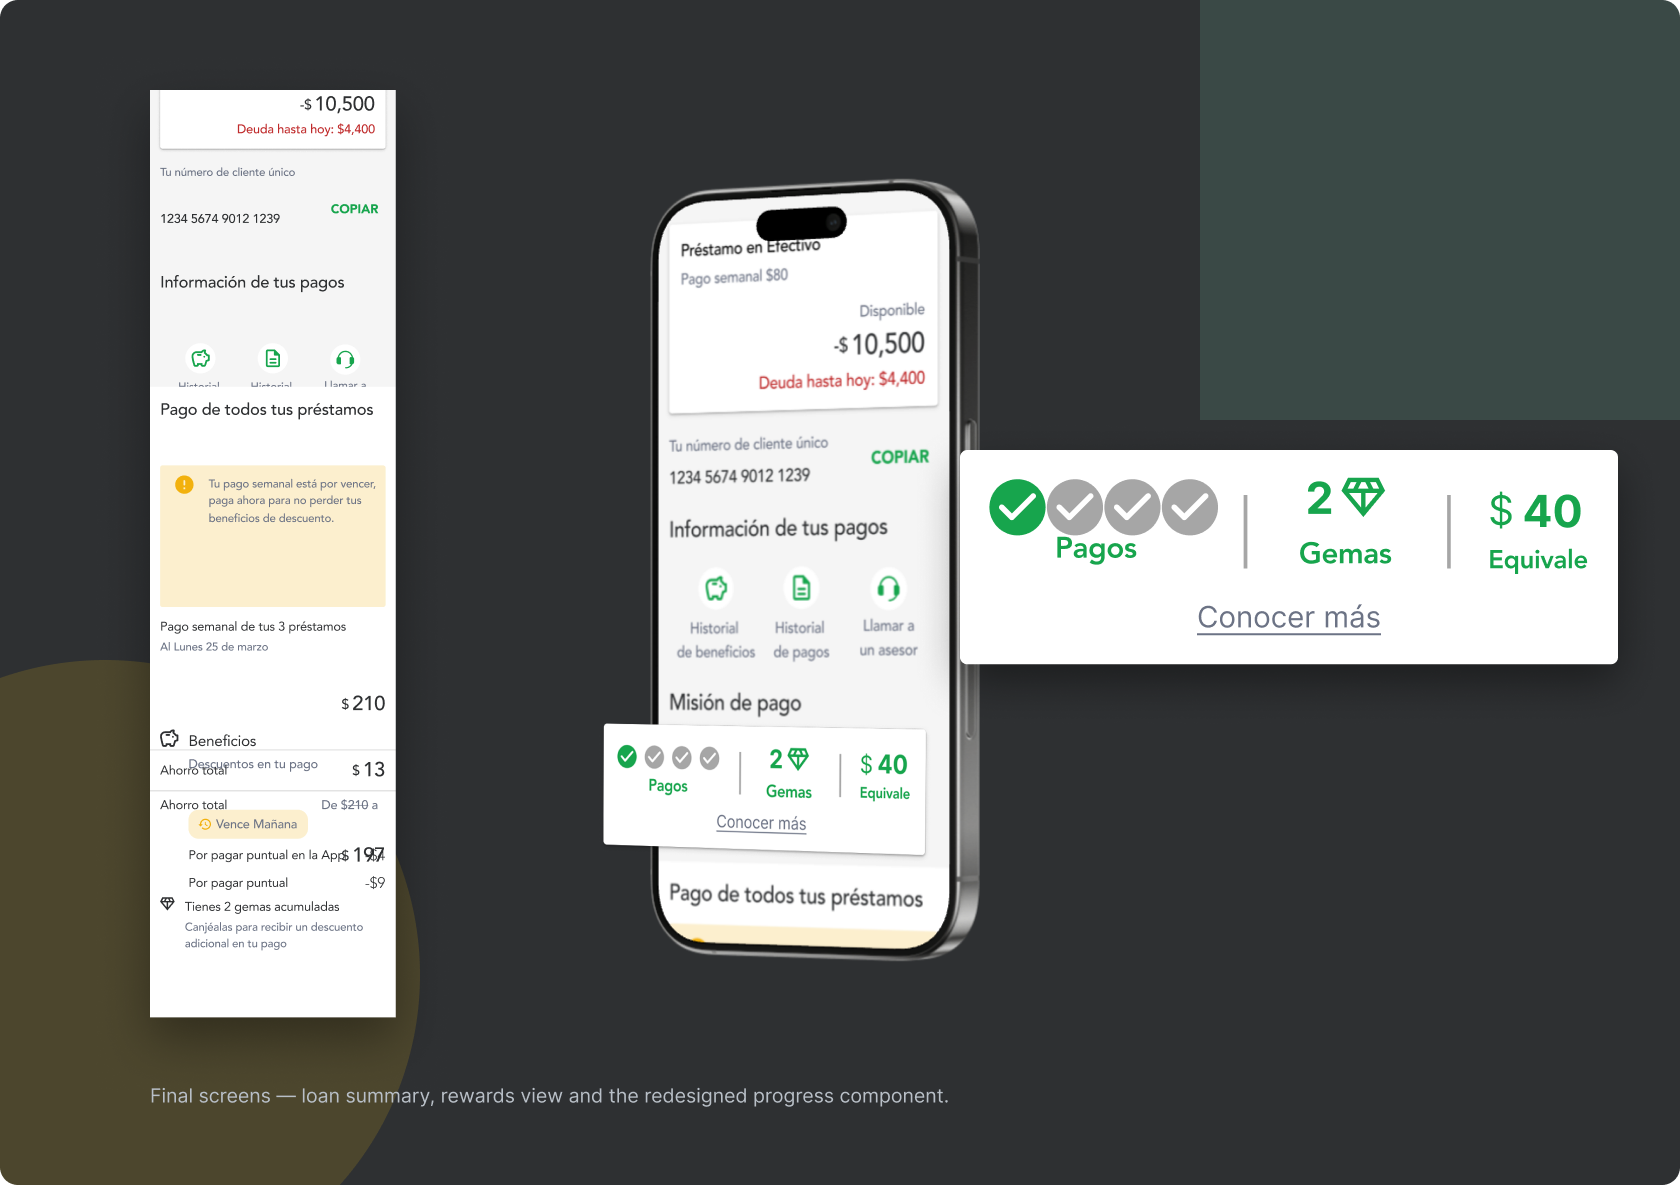 -$ 10,500
Deuda hasta hoy: $4,400
Tu número de cliente único
COPIAR
1234 5674 9012 1239
Información de tus pagos
Historial
Historial
Llamar a
Pago de todos tus préstamos
Tu pago semanal está por vencer,
paga ahora para no perder tus
beneficios de descuento.
Pago semanal de tus 3 préstamos
Al Lunes 25 de marzo
$ 210
Beneficios
Descuentos en tu pago
Ahorro total
$ 13
Ahorro total
De $210 a
Vence Mañana
Por pagar puntual en la App
$ 197
Por pagar puntual
-$9
Tienes 2 gemas acumuladas
Canjéalas para recibir un descuento
adicional en tu pago
Préstamo en Efectivo
Pago semanal $80
Disponible
-$ 10,500
Deuda hasta hoy: $4,400
Tu número de cliente único
COPIAR
1234 5674 9012 1239
Información de tus pagos
Historial
de beneficios
Historial
de pagos
Llamar a
un asesor
Misión de pago
Pagos
2
Gemas
$ 40
Equivale
Conocer más
Pago de todos tus préstamos
Pagos
2
Gemas
$ 40
Equivale
Conocer más
Final screens — loan summary, rewards view and the redesigned progress component.